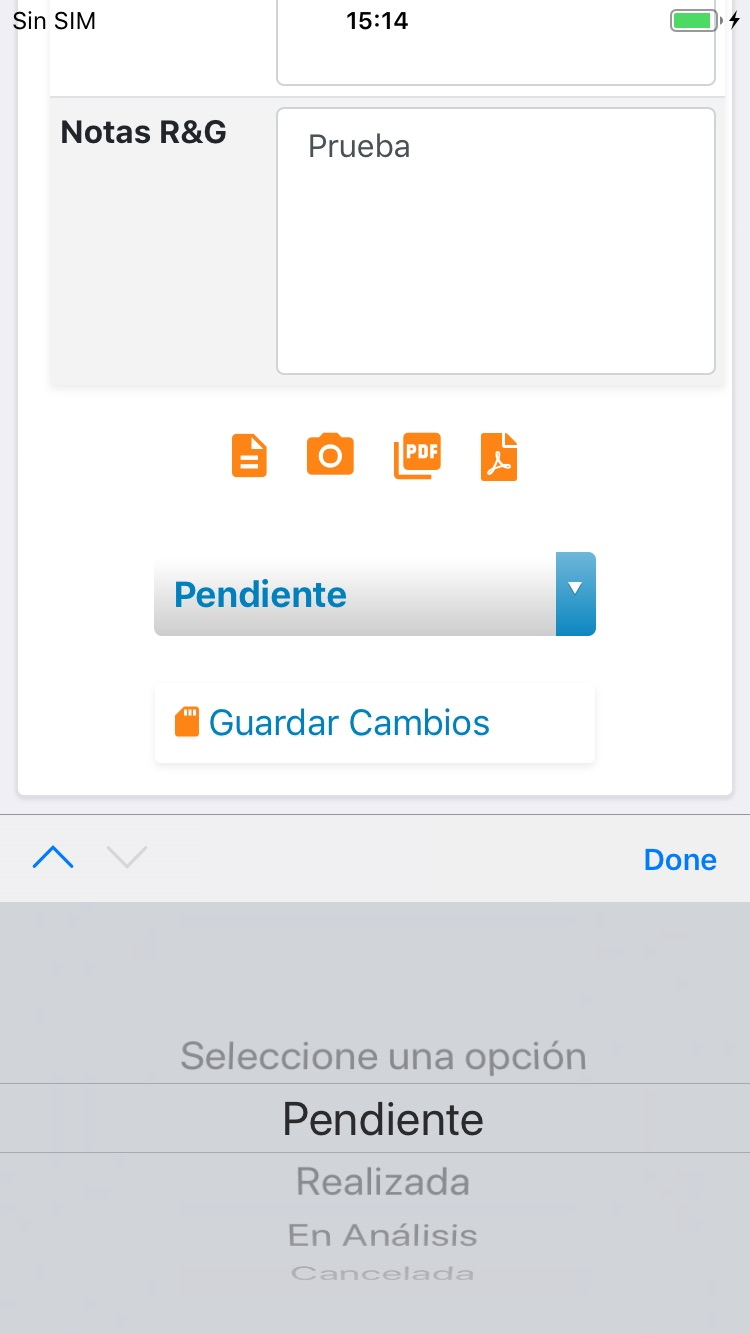 Sin SIM 15:14
Notas R&G
Prueba
PDF
Pendiente
Guardar Cambios
Done
Seleccione una opción
Pendiente
Realizada
En Análisis
Cancelada